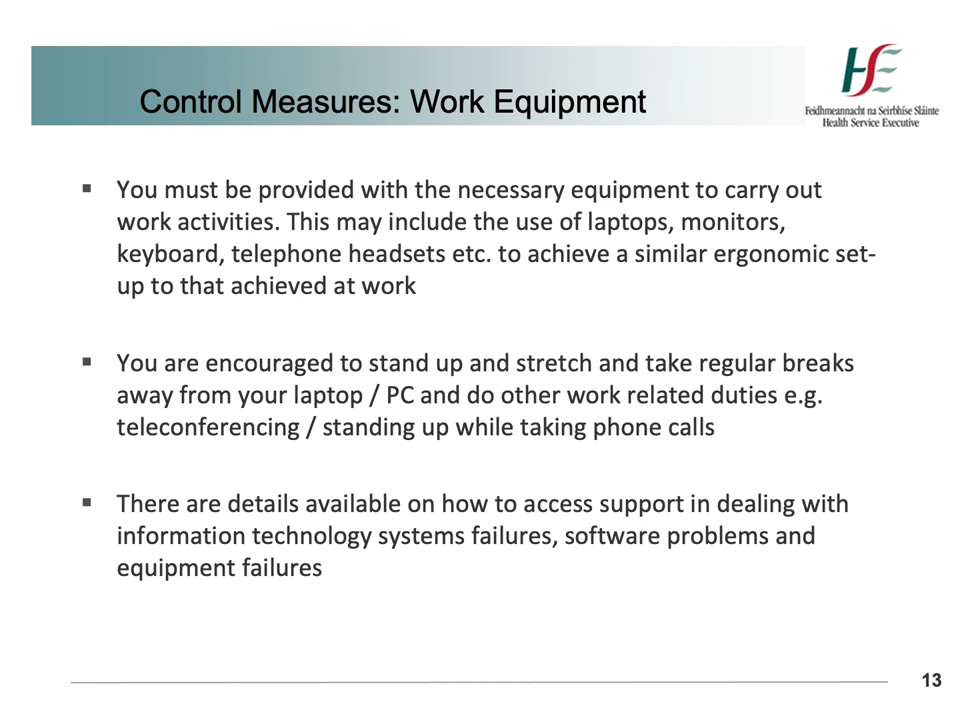 Control Measures: Work Equipment
HSE
Feidhmeannacht na Seirbhíse Sláinte
Health Service Executive
▪ You must be provided with the necessary equipment to carry out
work activities. This may include the use of laptops, monitors,
keyboard, telephone headsets etc. to achieve a similar ergonomic set-
up to that achieved at work
▪ You are encouraged to stand up and stretch and take regular breaks
away from your laptop / PC and do other work related duties e.g.
teleconferencing / standing up while taking phone calls
▪ There are details available on how to access support in dealing with
information technology systems failures, software problems and
equipment failures
13